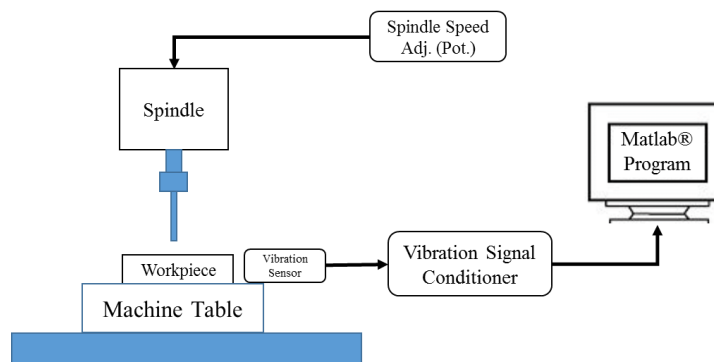 Spindle Speed
Adj. (Pot.)
Spindle
Matlab®
Program
Workpiece
Vibration
Sensor
Vibration Signal
Conditioner
Machine Table